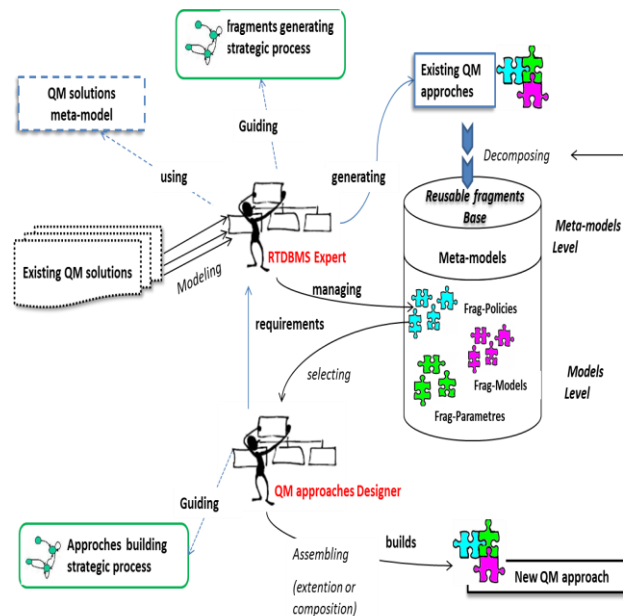 fragments generating
strategic process
QM solutions
meta-model
Existing QM
approches
Guiding
Decomposing
using
generating
Reusable fragments
Base
Meta-models
Level
Existing QM solutions
Modeling
RTDBMS Expert
Meta-models
managing
Frag-Policies
requirements
selecting
Frag-Models
Models
Level
Frag-Parametres
QM approaches Designer
Guiding
Approches building
strategic process
Assembling
builds
(extention or
composition)
New QM approach